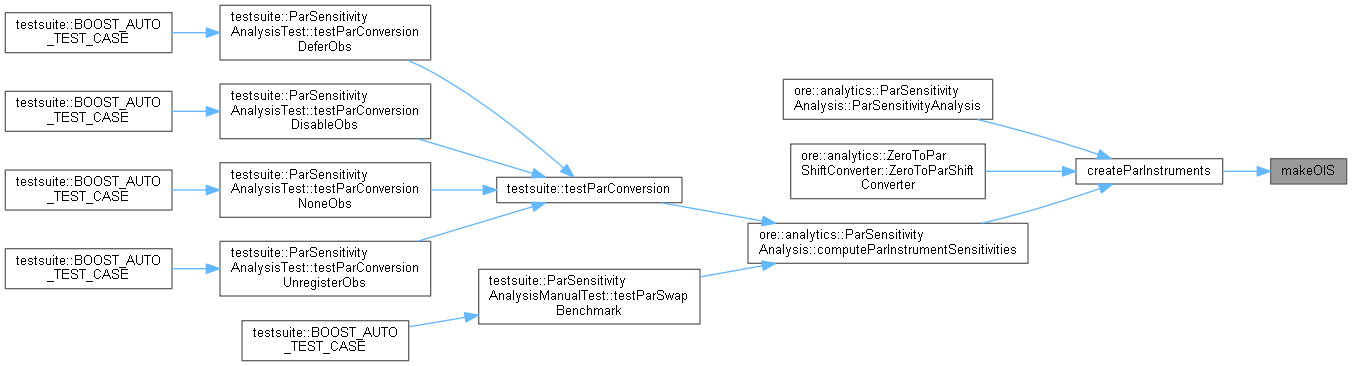 testsuite::BOOST_AUTO
_TEST_CASE
testsuite::ParSensitivity
AnalysisTest::testParConversion
DeferObs
testsuite::BOOST_AUTO
_TEST_CASE
testsuite::ParSensitivity
AnalysisTest::testParConversion
DisableObs
testsuite::BOOST_AUTO
_TEST_CASE
testsuite::ParSensitivity
AnalysisTest::testParConversion
NoneObs
testsuite::BOOST_AUTO
_TEST_CASE
testsuite::ParSensitivity
AnalysisTest::testParConversion
UnregisterObs
testsuite::BOOST_AUTO
_TEST_CASE
testsuite::testParConversion
testsuite::ParSensitivity
AnalysisManualTest::testParSwap
Benchmark
ore::analytics::ParSensitivity
Analysis::ParSensitivityAnalysis
ore::analytics::ZeroToPar
ShiftConverter::ZeroToParShift
Converter
ore::analytics::ParSensitivity
Analysis::computeParInstrumentSensitivities
createParInstruments
makeOIS